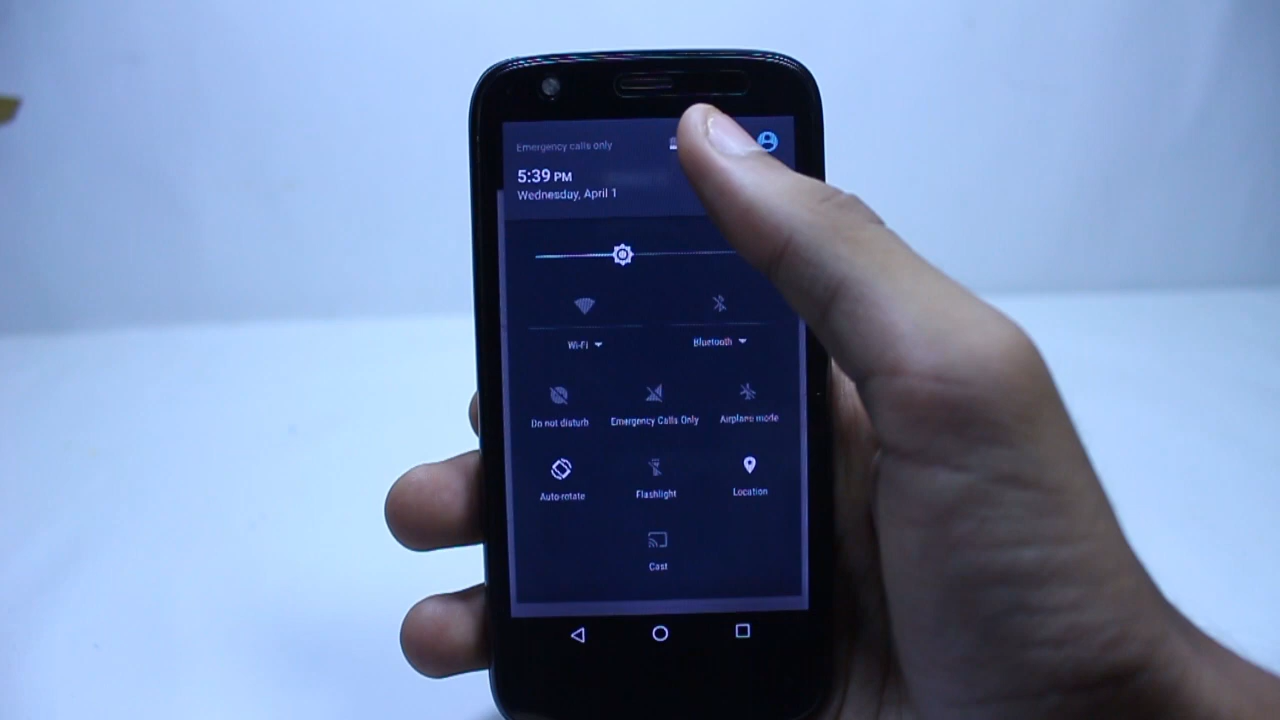 Emergency calls only
5:39 PM
Wednesday, April 1
Wi-Fi
Bluetooth
Do not disturb
Emergency Calls Only
Airplane mode
Auto-rotate
Flashlight
Location
Cast